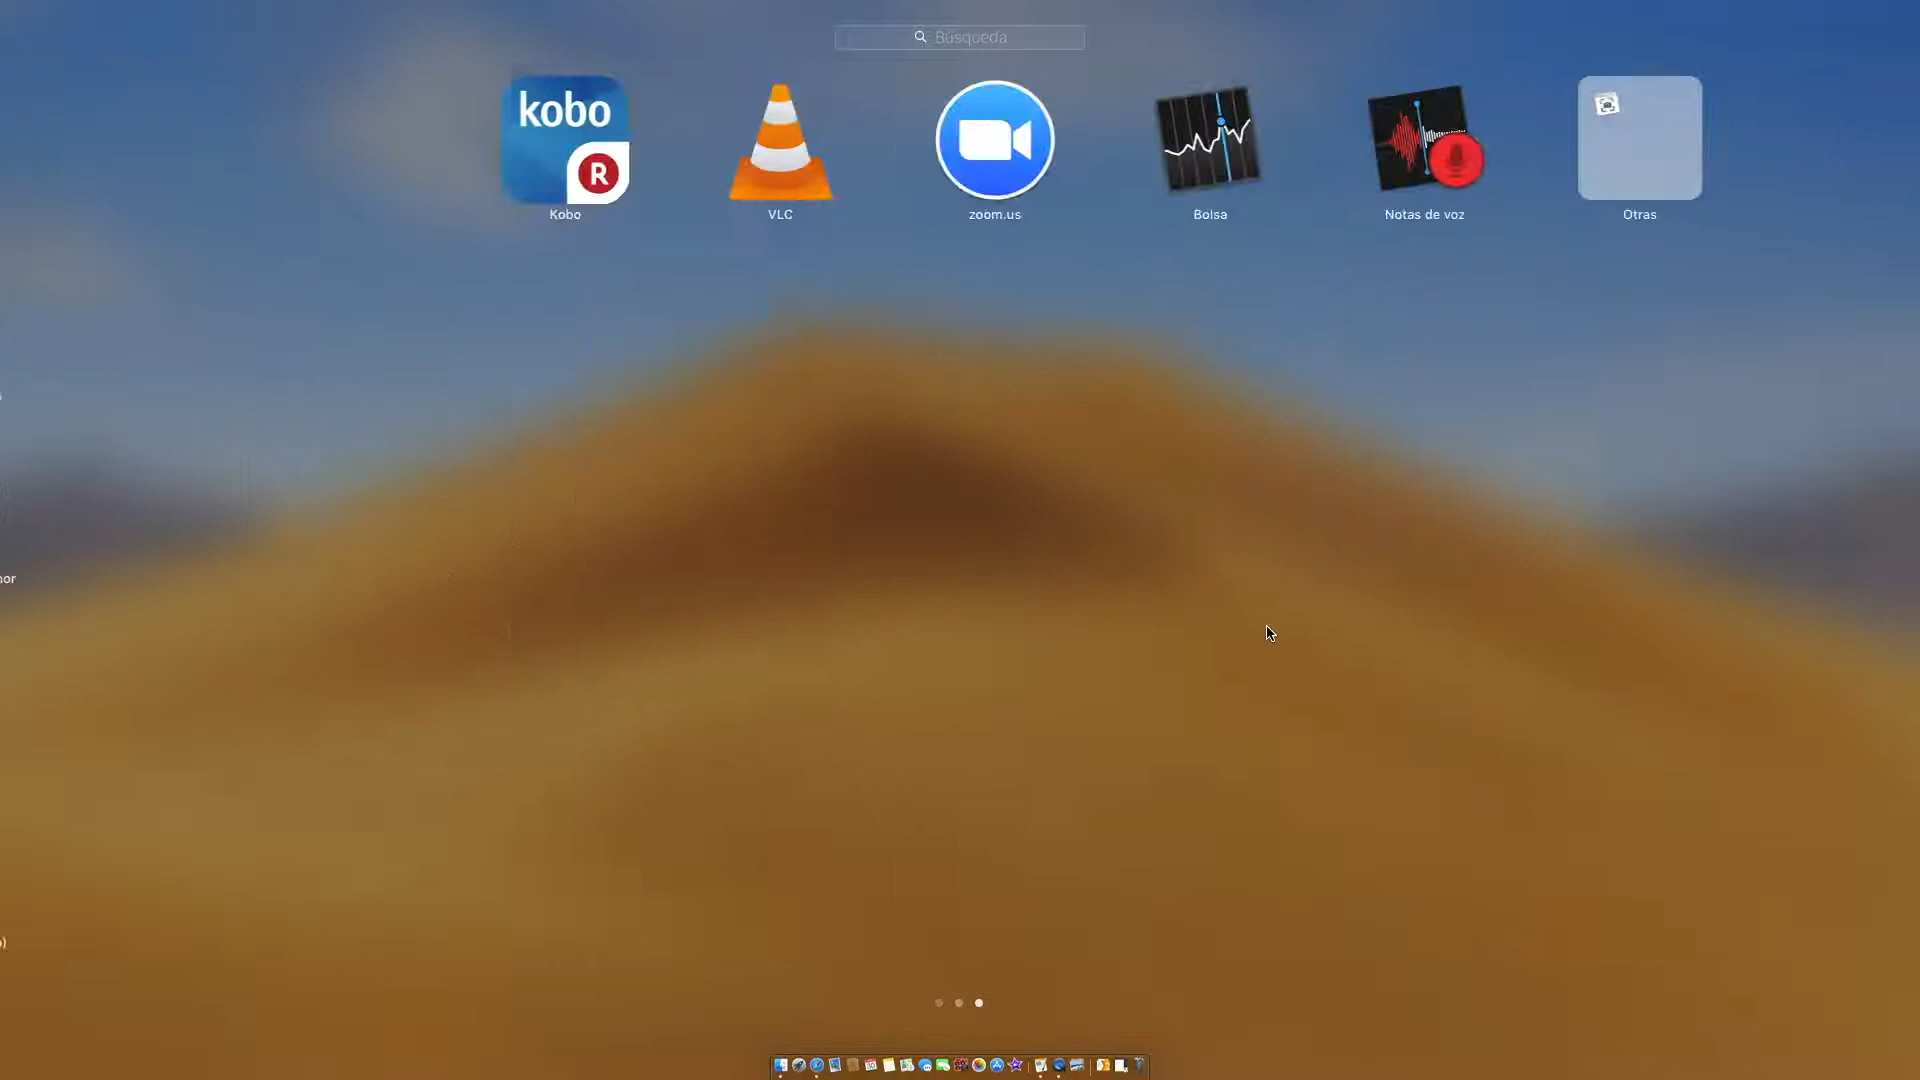 Búsqueda
kobo
R
Kobo
VLC
zoom.us
Bolsa
Notas de voz
Otras